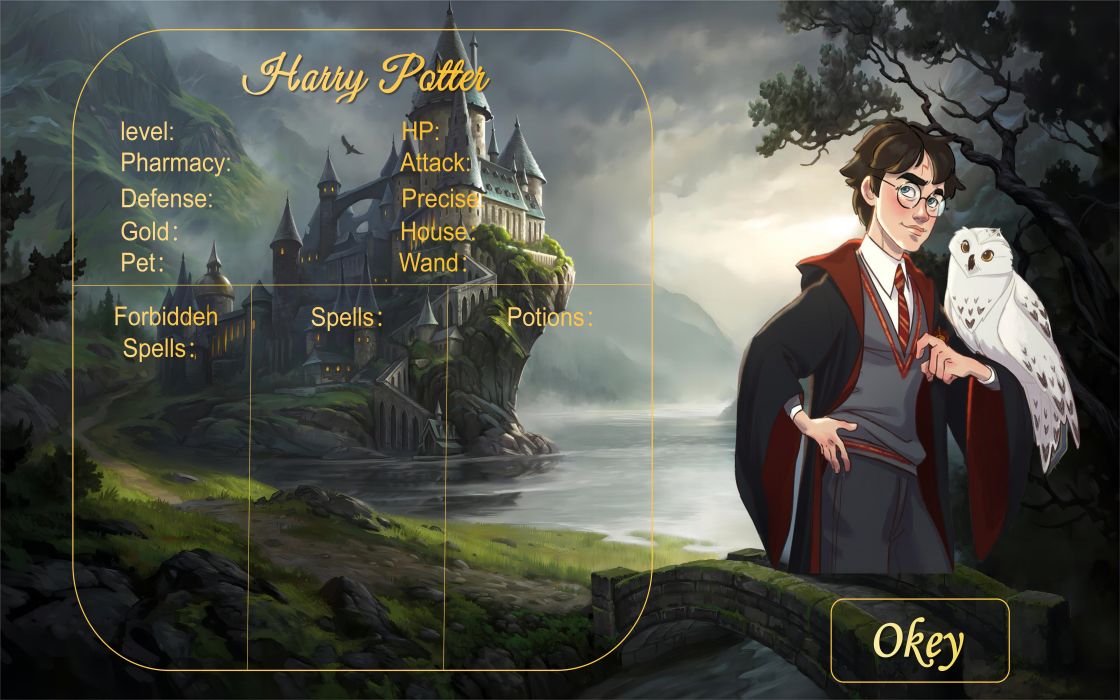 Harry Potter
level:
HP:
Pharmacy:
Attack:
Defense:
Precise:
Gold:
House:
Pet:
Wand:
Forbidden
Spells:
Spells:
Potions:
Okey